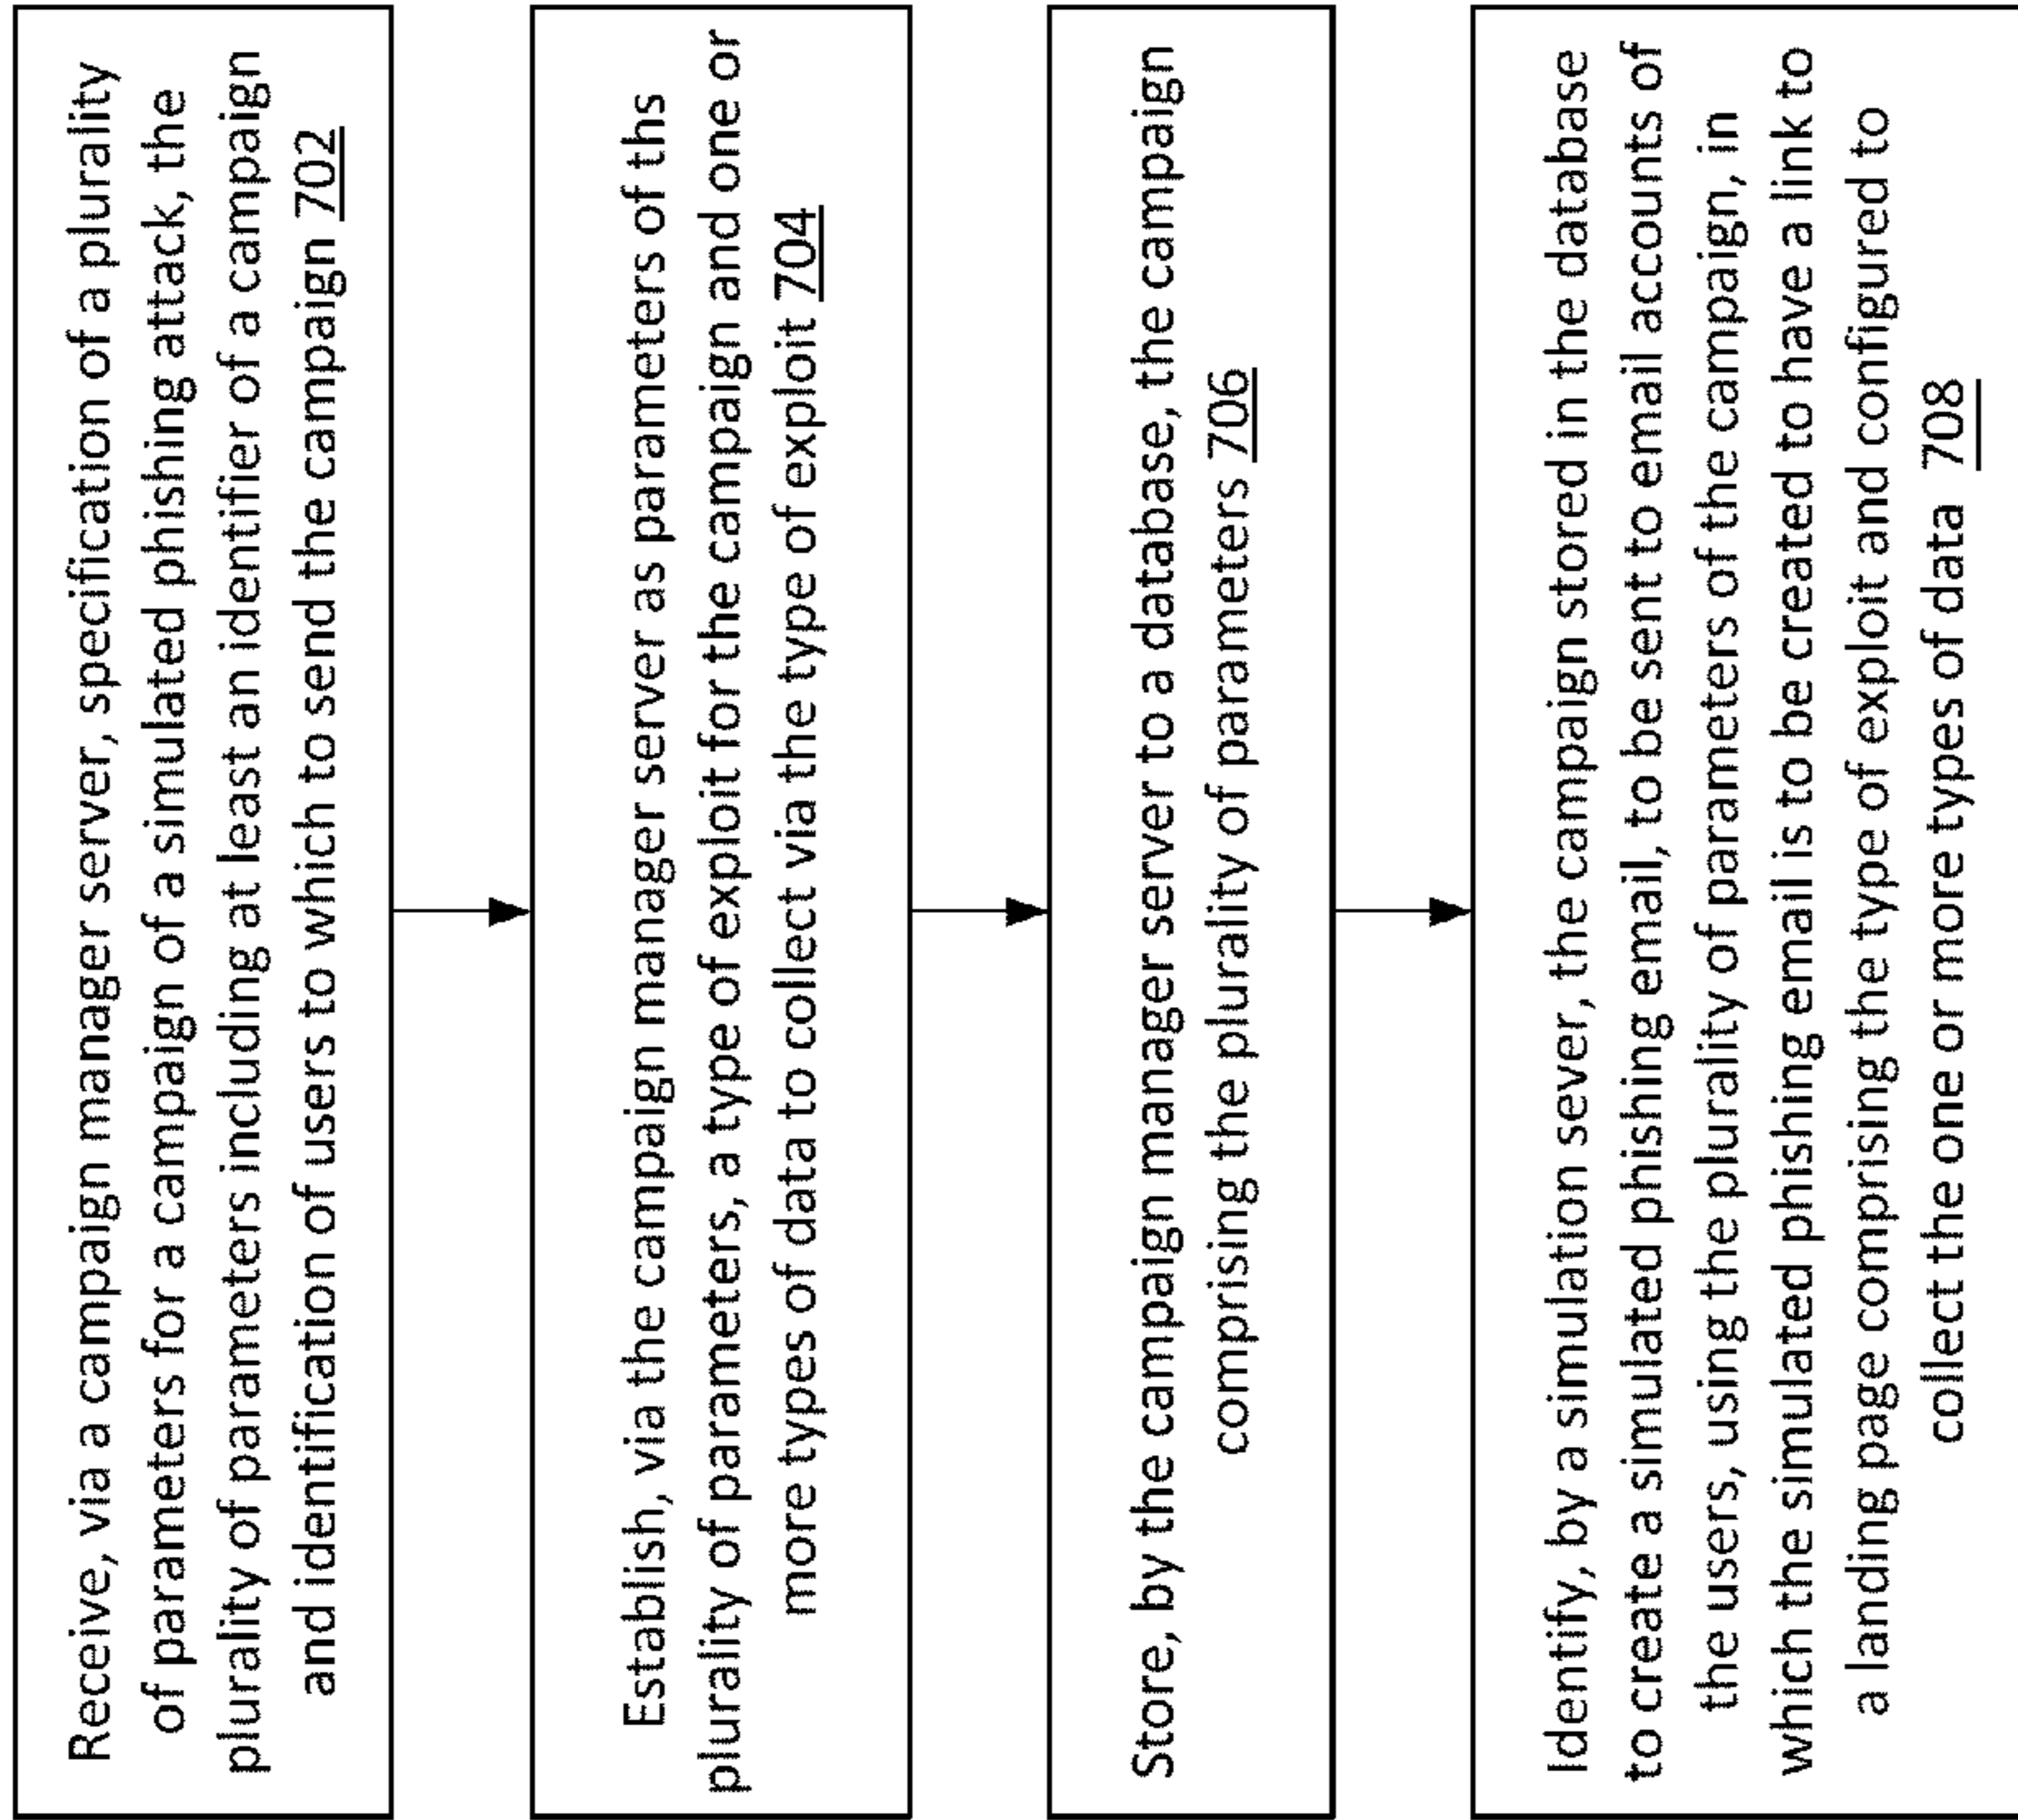 Receive, via a campaign manager server, specification of a plurality
of parameters for a campaign of a simulated phishing attack, the
plurality of parameters including at least an identifier of a campaign
and identification of users to which to send the campaign 702
Establish, via the campaign manager server as parameters of ths
plurality of parameters, a type of exploit for the campaign and one or
more types of data to collect via the type of exploit 704
Store, by the campaign manager server to a database, the campaign
comprising the plurality of parameters 706
Identify, by a simulation sever, the campaign stored in the database
to create a simulated phishing email, to be sent to email accounts of
the users, using the plurality of parameters of the campaign, in
which the simulated phishing email is to be created to have a link to
a landing page comprising the type of exploit and configured to
collect the one or more types of data 708